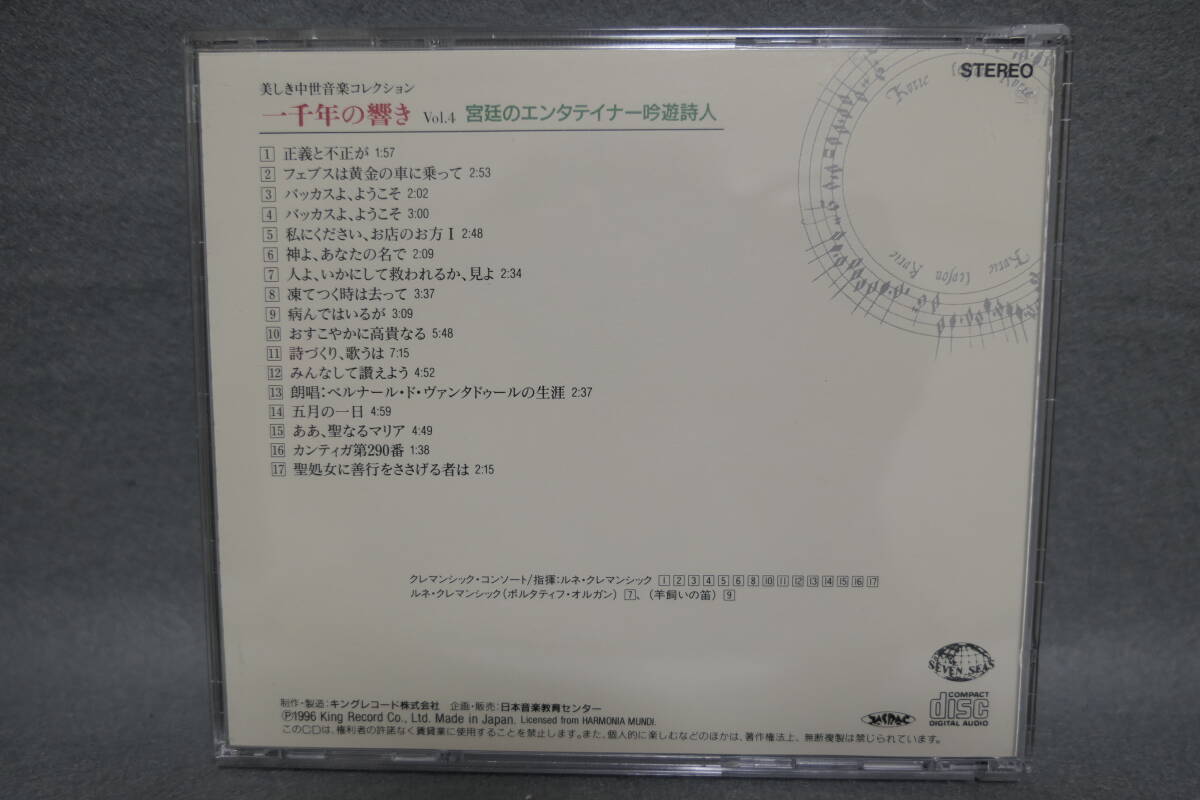 STEREO
美しき中世音楽コレクション
一千年の響き Vol.4 宮廷のエンタテイナー吟遊詩人
1 正義と不正が 1:57
2 フェブスは黄金の車に乗って 2:53
3 バッカスよ、ようこそ 2:02
4 バッカスよ、ようこそ 3:00
5 私にください、お店のお方 I 2:48
6 神よ、あなたの名で 2:09
7 人よ、いかにして救われるか、見よ 2:34
8 凍てつく時は去って 3:37
9 病んではいるが 3:09
10 おすこやかに高貴なる 5:48
11 詩づくり、歌うは 7:15
12 みんなして讃えよう 4:52
13 朗唱:ベルナール・ド・ヴァンタドゥールの生涯 2:37
14 五月の一日 4:59
15 ああ、聖なるマリア 4:49
16 カンティガ第290番 1:38
17 聖処女に善行をささげる者は 2:15
クレマンシック・コンソート/指揮:ルネ・クレマンシック 1 2 3 4 5 6 8 10 11 12 13 14 15 16 17
ルネ・クレマンシック(ポルタティフ・オルガン) 7、(羊飼いの笛) 9
SEVEN SEAS
制作・製造:キングレコード株式会社 企画・販売:日本音楽教育センター
Ⓟ1996 King Record Co., Ltd. Made in Japan. Licensed from HARMONIA MUNDI.
このCDは、権利者の許諾なく賃貸業に使用することを禁止します。また、個人的に楽しむなどのほかは、著作権法上、無断複製は禁じられています。
JASRAC
COMPACT
disc
DIGITAL AUDIO